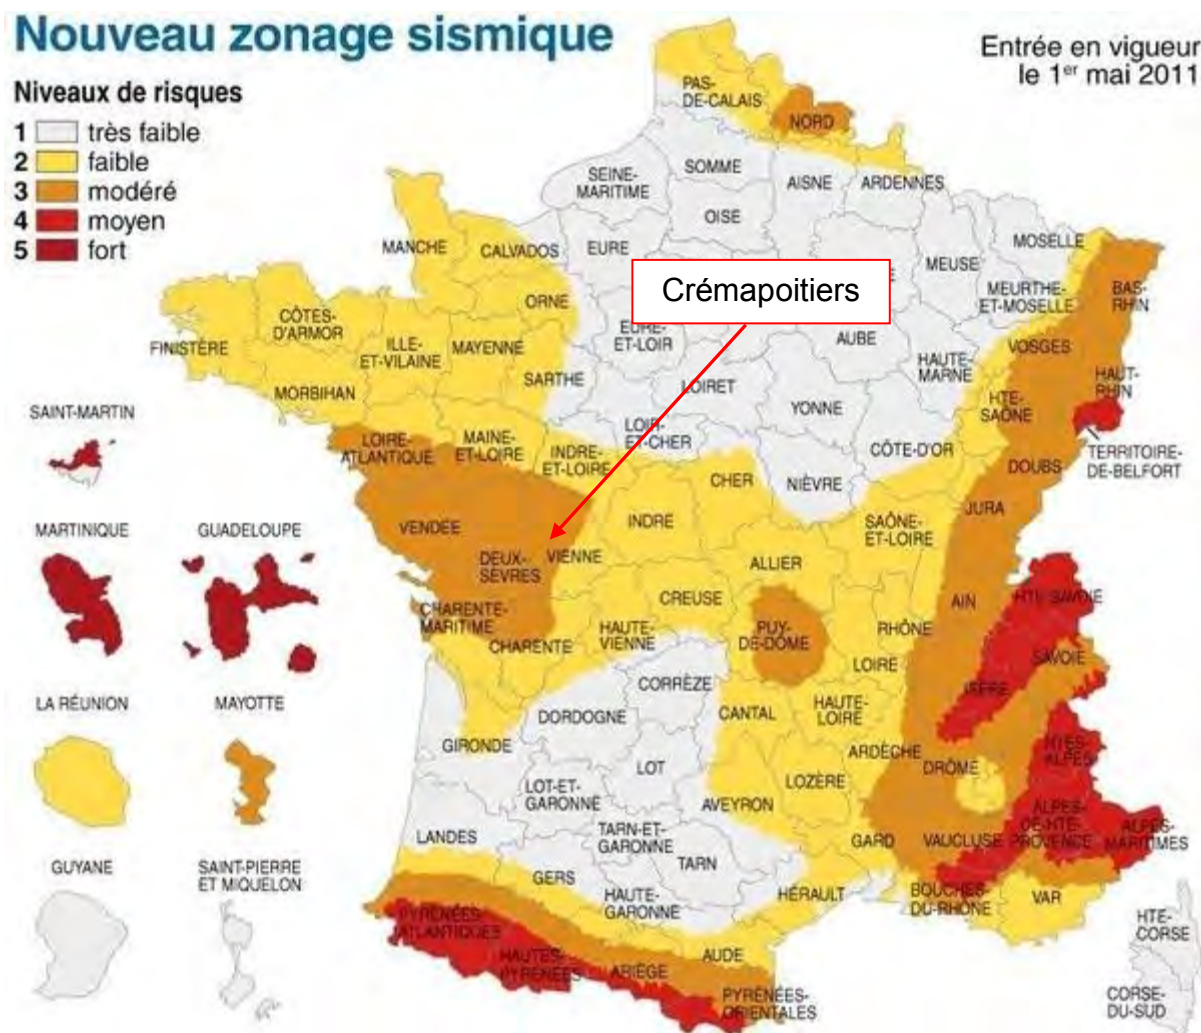 Nouveau zonage sismique
Entrée en vigueur
le 1er mai 2011
Niveaux de risques
1 très faible
2 faible
3 modéré
4 moyen
5 fort
PAS-
DE-CALAIS
NORD
SOMME
SEINE-
MARITIME
AISNE
ARDENNES
OISE
MANCHE
CALVADOS
EURE
MEUSE
MOSELLE
MEURTHE-
ET-MOSELLE
BAS-
RHIN
Crémapoitiers
ORNE
CÔTES-
D'ARMOR
FINISTÈRE
ILLE-
ET-VILAINE
MAYENNE
EURE-
ET-LOIR
AUBE
VOSGES
HAUTE-
MARNE
HAUT-
RHIN
MORBIHAN
SARTHE
LOIRET
YONNE
HTE-
SAÔNE
SAINT-MARTIN
LOIRE-
ATLANTIQUE
MAINE-
ET-LOIRE
INDRE-
ET-LOIRE
LOIR-
ET-CHER
CÔTE-D'OR
TERRITOIRE-
DE-BELFORT
DOUBS
CHER
NIÈVRE
JURA
MARTINIQUE
GUADELOUPE
VENDÉE
DEUX-
SÈVRES
VIENNE
INDRE
SAÔNE-
ET-LOIRE
ALLIER
CREUSE
AIN
HTE-SAVOIE
CHARENTE-
MARITIME
CHARENTE
HAUTE-
VIENNE
PUY-
DE-DÔME
RHÔNE
LOIRE
SAVOIE
ISÈRE
LA RÉUNION
MAYOTTE
CORRÈZE
DORDOGNE
CANTAL
HAUTE-
LOIRE
GIRONDE
ARDÈCHE
DRÔME
HTES-
ALPES
LOT
LOT-ET-
GARONNE
AVEYRON
LOZÈRE
LANDES
TARN-ET-
GARONNE
TARN
GARD
VAUCLUSE
ALPES-
DE-HTE-
PROVENCE
ALPES-
MARITIMES
GUYANE
SAINT-PIERRE
ET MIQUELON
GERS
HAUTE-
GARONNE
HÉRAULT
BOUCHES-
DU-RHÔNE
VAR
PYRÉNÉES-
ATLANTIQUES
HAUTES-
PYRÉNÉES
ARIÈGE
AUDE
PYRÉNÉES-
ORIENTALES
HTE-
CORSE
CORSE-
DU-SUD